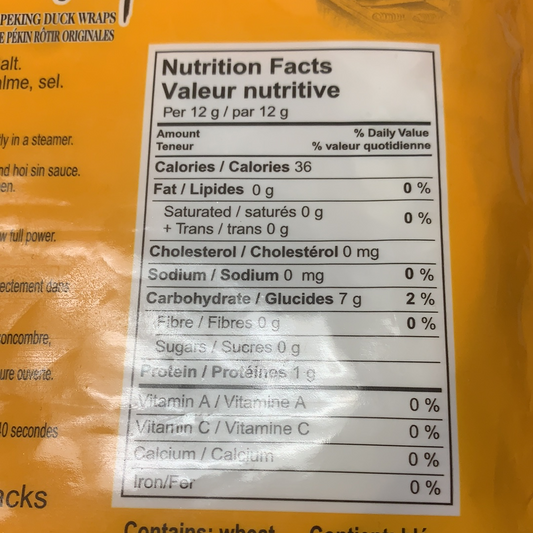 PEKING DUCK WRAPS
E PÉKIN RÔTIR ORIGINALES
alt.
alme, sel.
ly in a steamer.
nd hoi sin sauce.
en.
w full power.
ectement dans
concombre,
ure ouverte.
40 secondes
acks
Nutrition Facts
Valeur nutritive
Per 12 g / par 12 g
Amount % Daily Value
Teneur % valeur quotidienne
Calories / Calories 36
Fat / Lipides 0 g 0 %
Saturated / saturés 0 g
+ Trans / trans 0 g 0 %
Cholesterol / Cholestérol 0 mg
Sodium / Sodium 0 mg 0 %
Carbohydrate / Glucides 7 g 2 %
Fibre / Fibres 0 g 0 %
Sugars / Sucres 0 g
Protein / Protéines 1 g
Vitamin A / Vitamine A 0 %
Vitamin C / Vitamine C 0 %
Calcium / Calcium 0 %
Iron/Fer 0 %
Contains: wheat